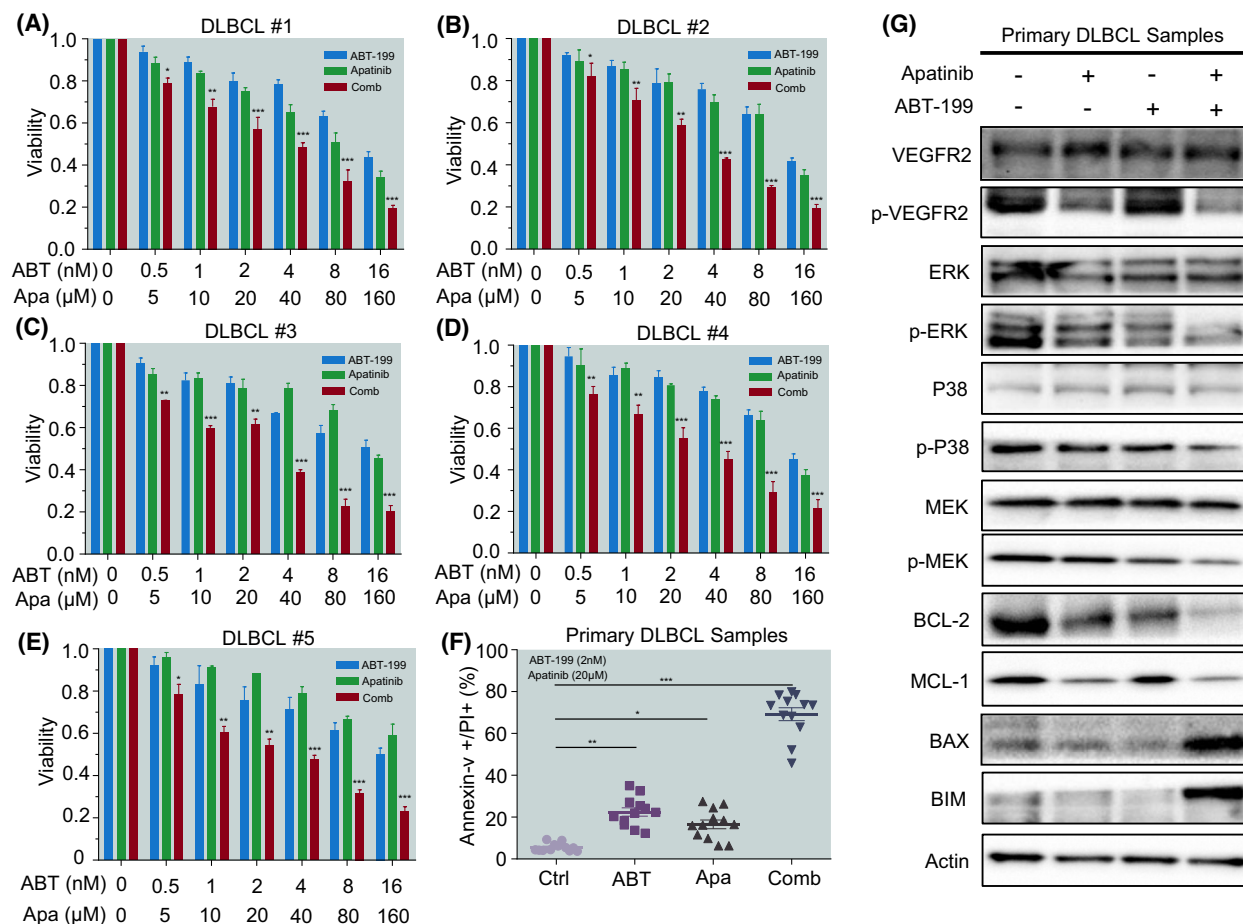 (A)
DLBCL #1
1.0
0.8
0.6
0.4
0.2
0.0
Viability
ABT-199
Apatinib
Comb
* ** *** *** *** ***
ABT (nM) 0 0.5 1 2 4 8 16
Apa (µM) 0 5 10 20 40 80 160
(B)
DLBCL #2
1.0
0.8
0.6
0.4
0.2
0.0
Viability
ABT-199
Apatinib
Comb
* ** ** *** *** ***
ABT (nM) 0 0.5 1 2 4 8 16
Apa (µM) 0 5 10 20 40 80 160
(C)
DLBCL #3
1.0
0.8
0.6
0.4
0.2
0.0
Viability
ABT-199
Apatinib
Comb
** *** ** *** *** ***
ABT (nM) 0 0.5 1 2 4 8 16
Apa (µM) 0 5 10 20 40 80 160
(D)
DLBCL #4
1.0
0.8
0.6
0.4
0.2
0.0
Viability
ABT-199
Apatinib
Comb
** ** *** *** *** ***
ABT (nM) 0 0.5 1 2 4 8 16
Apa (µM) 0 5 10 20 40 80 160
(E)
DLBCL #5
1.0
0.8
0.6
0.4
0.2
0.0
Viability
ABT-199
Apatinib
Comb
* ** ** *** *** ***
ABT (nM) 0 0.5 1 2 4 8 16
Apa (µM) 0 5 10 20 40 80 160
(F)
Primary DLBCL Samples
100
80
60
40
20
0
Annexin-v +/PI+ (%)
ABT-199 (2nM)
Apatinib (20µM)
***
*
**
Ctrl ABT Apa Comb
(G)
Primary DLBCL Samples
Apatinib - + - +
ABT-199 - - + +
VEGFR2
p-VEGFR2
ERK
p-ERK
P38
p-P38
MEK
p-MEK
BCL-2
MCL-1
BAX
BIM
Actin